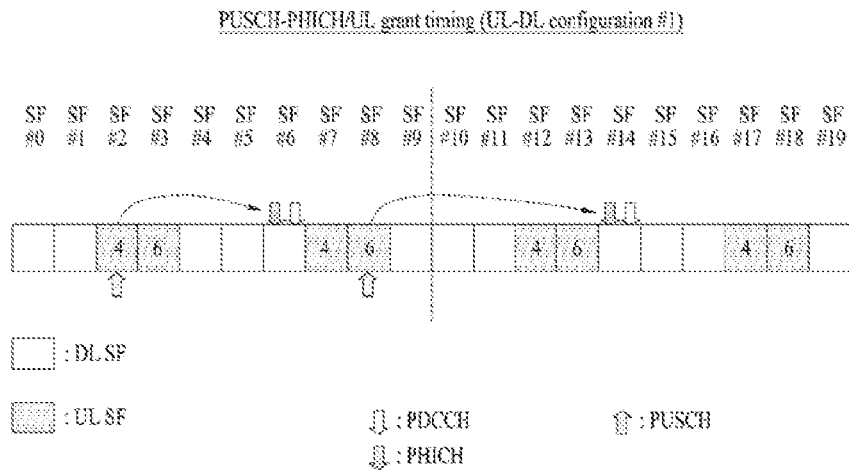 PUSCH-PHICH/UL grant timing (UL-DL configuration #1)
SF SF SF SF SF SF SF SF SF SF SF SF SF SF SF SF SF SF SF SF
#0 #1 #2 #3 #4 #5 #6 #7 #8 #9 #10 #11 #12 #13 #14 #15 #16 #17 #18 #19
4 6 4 6 4 6 4 6
: DL SF
: UL SF
: PDCCH
: PUSCH
: PHICH